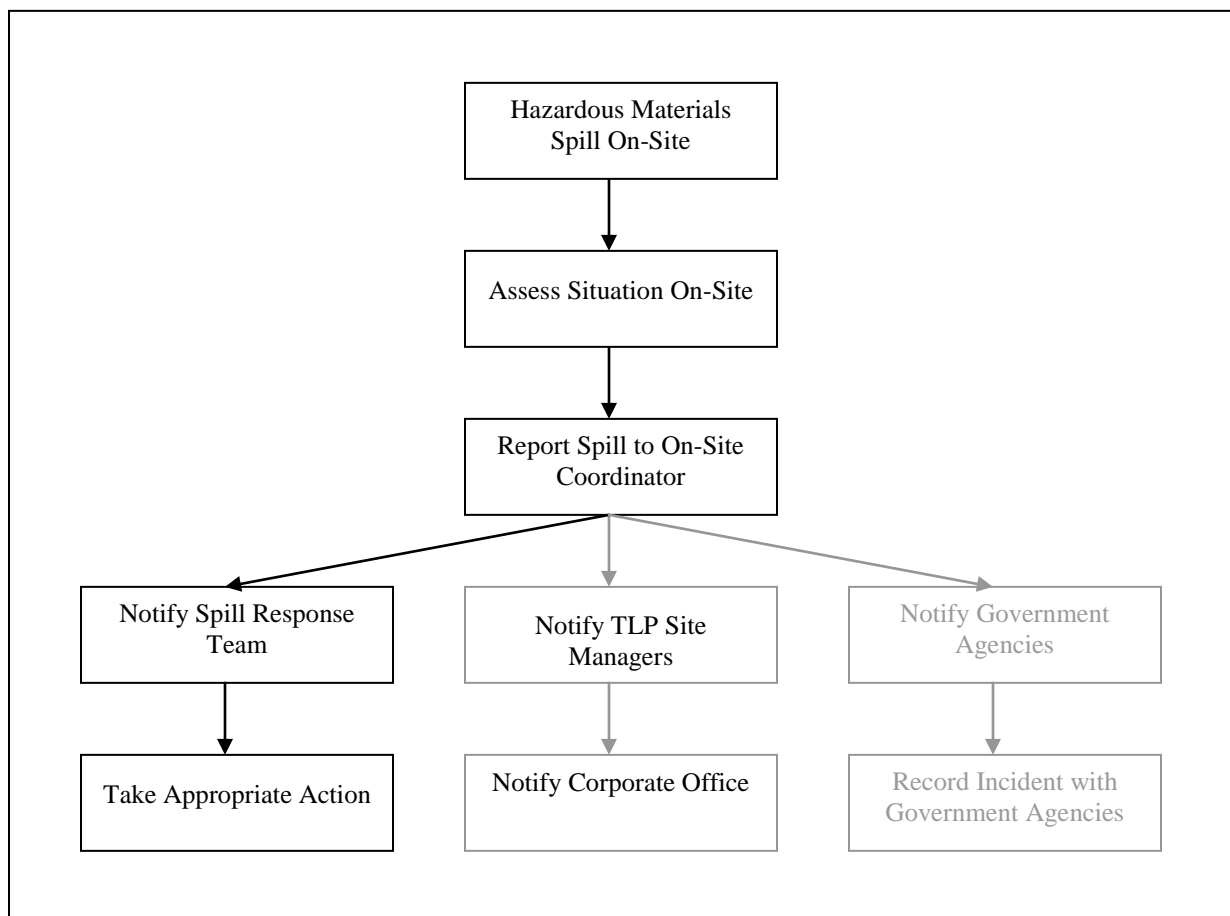 Hazardous Materials
Spill On-Site
Assess Situation On-Site
Report Spill to On-Site
Coordinator
Notify Spill Response
Team
Notify TLP Site
Managers
Notify Government
Agencies
Take Appropriate Action
Notify Corporate Office
Record Incident with
Government Agencies